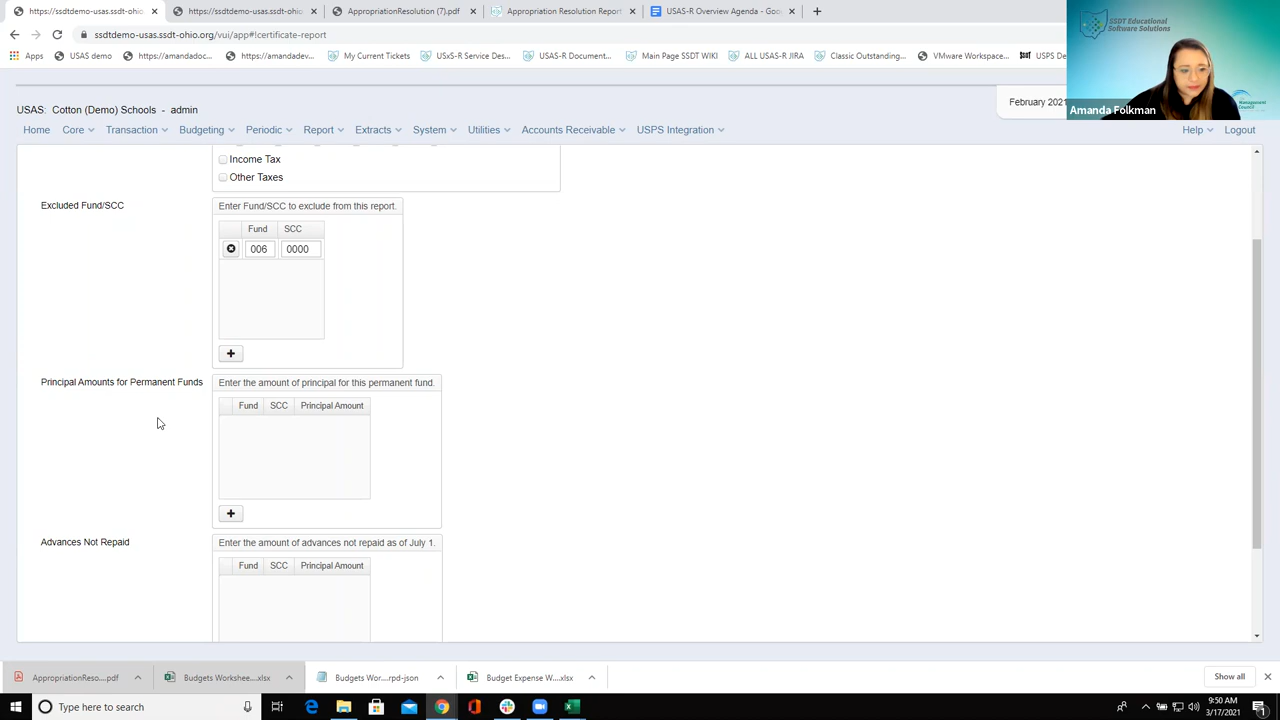 https://ssdtdemo-usas.ssdt-ohio. https://ssdtdemo-usas.ssdt-ohio. AppropriationResolution (7).pdf Appropriation Resolution Report USAS-R Overview Agenda - Goo
ssdtdemo-usas.ssdt-ohio.org/vui/app#!certificate-report
Apps USAS demo https://amandadoc... https://amandadev... My Current Tickets USxS-R Service Des... USAS-R Document... Main Page SSDT WIKI ALL USAS-R JIRA Classic Outstanding... VMware Workspace... USPS De
SSDT Educational
Software Solutions
Management
Council
Amanda Folkman
USAS: Cotton (Demo) Schools - admin
February 2021
Home Core Transaction Budgeting Periodic Report Extracts System Utilities Accounts Receivable USPS Integration Help Logout
Income Tax
Other Taxes
Excluded Fund/SCC
Enter Fund/SCC to exclude from this report.
Fund SCC
006 0000
Principal Amounts for Permanent Funds
Enter the amount of principal for this permanent fund.
Fund SCC Principal Amount
Advances Not Repaid
Enter the amount of advances not repaid as of July 1.
Fund SCC Principal Amount
AppropriationReso....pdf Budgets Workshee....xlsx Budgets Wor....rpd-json Budget Expense W....xlsx Show all
Type here to search
9:50 AM
3/17/2021
1